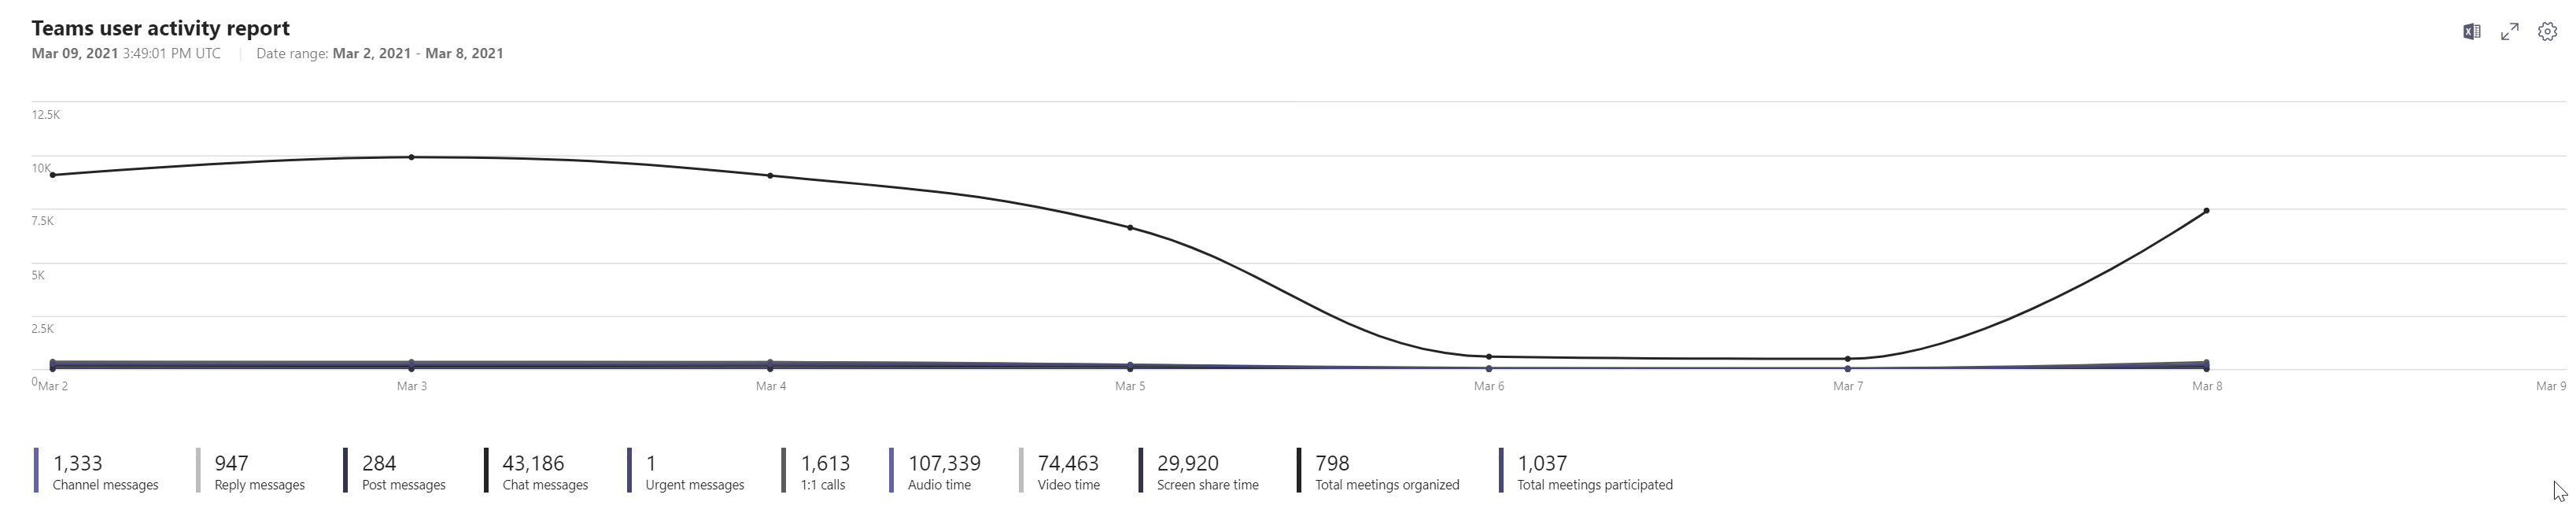 Teams user activity report
Mar 09, 2021 3:49:01 PM UTC | Date range: Mar 2, 2021 - Mar 8, 2021
12.5K
10K
7.5K
5K
2.5K
0
Mar 2 Mar 3 Mar 4 Mar 5 Mar 6 Mar 7 Mar 8 Mar 9
1,333 947 284 43,186 1 1,613 107,339 74,463 29,920 798 1,037
Channel messages Reply messages Post messages Chat messages Urgent messages 1:1 calls Audio time Video time Screen share time Total meetings organized Total meetings participated